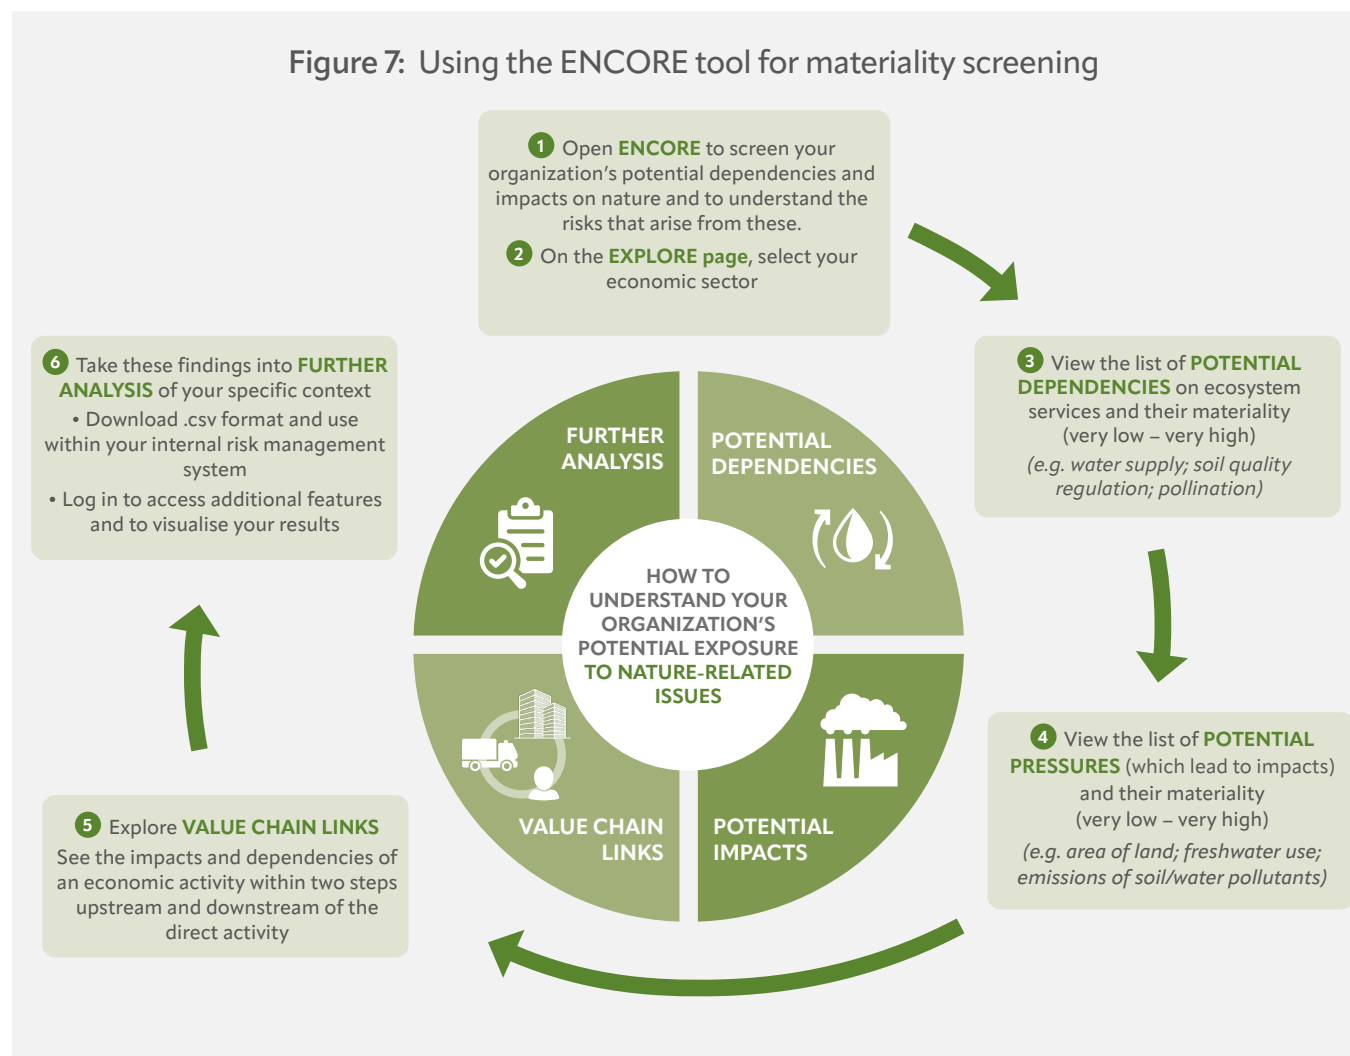 Figure 7: Using the ENCORE tool for materiality screening
1 Open ENCORE to screen your
organization's potential dependencies and
impacts on nature and to understand the
risks that arise from these.
2 On the EXPLORE page, select your
economic sector
3 View the list of POTENTIAL
DEPENDENCIES on ecosystem
services and their materiality
(very low – very high)
(e.g. water supply; soil quality
regulation; pollination)
4 View the list of POTENTIAL
PRESSURES (which lead to impacts)
and their materiality
(very low – very high)
(e.g. area of land; freshwater use;
emissions of soil/water pollutants)
5 Explore VALUE CHAIN LINKS
See the impacts and dependencies of
an economic activity within two steps
upstream and downstream of the
direct activity
6 Take these findings into FURTHER
ANALYSIS of your specific context
• Download .csv format and use
within your internal risk management
system
• Log in to access additional features
and to visualise your results
FURTHER
ANALYSIS
POTENTIAL
DEPENDENCIES
HOW TO
UNDERSTAND YOUR
ORGANIZATION'S
POTENTIAL EXPOSURE
TO NATURE-RELATED
ISSUES
VALUE CHAIN
LINKS
POTENTIAL
IMPACTS